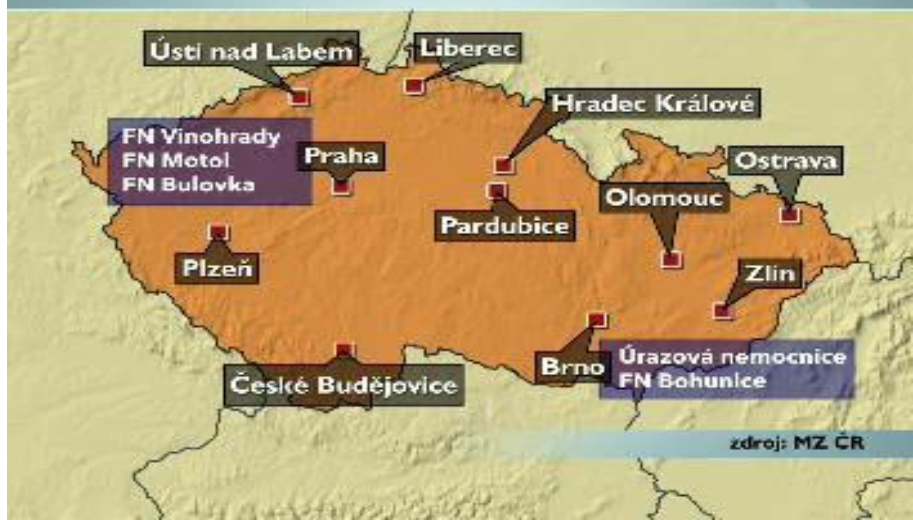 Ústí nad Labem
Liberec
Hradec Králové
FN Vinohrady
FN Motol
FN Bulovka
Praha
Ostrava
Pardubice
Olomouc
Plzeň
Zlín
Brno
Úrazová nemocnice
FN Bohunice
České Budějovice
zdroj: MZ ČR